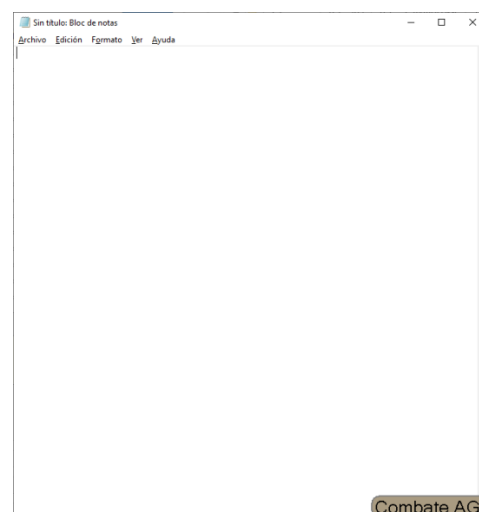 Sin título: Bloc de notas
Archivo Edición Formato Ver Ayuda
Combate AG